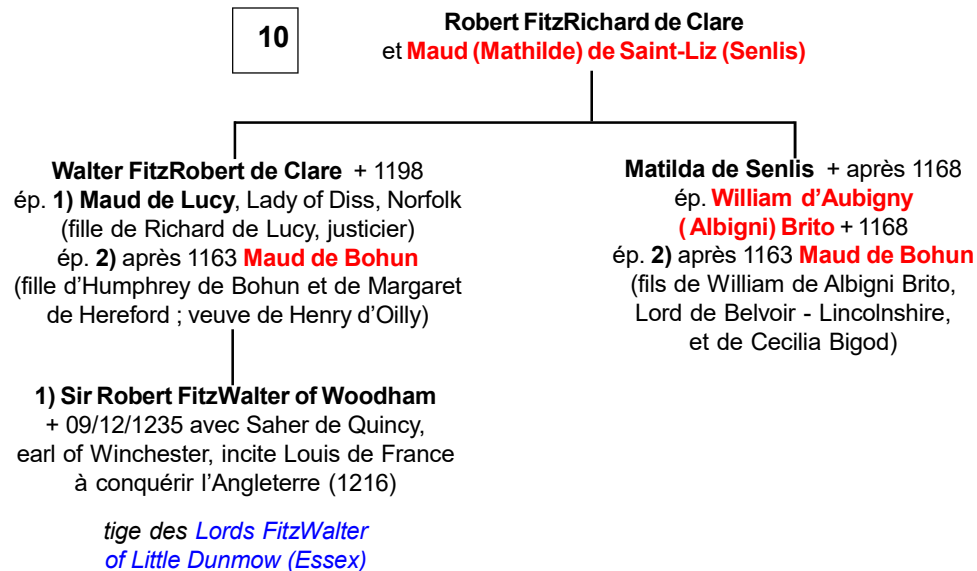 10
Robert FitzRichard de Clare
et Maud (Mathilde) de Saint-Liz (Senlis)
Walter FitzRobert de Clare + 1198
ép. 1) Maud de Lucy, Lady of Diss, Norfolk
(fille de Richard de Lucy, justicier)
ép. 2) après 1163 Maud de Bohun
(fille d’Humphrey de Bohun et de Margaret
de Hereford ; veuve de Henry d’Oilly)
Matilda de Senlis + après 1168
ép. William d’Aubigny
(Albigni) Brito + 1168
ép. 2) après 1163 Maud de Bohun
(fils de William de Albigni Brito,
Lord de Belvoir - Lincolnshire,
et de Cecilia Bigod)
1) Sir Robert FitzWalter of Woodham
+ 09/12/1235 avec Saher de Quincy,
earl of Winchester, incite Louis de France
à conquérir l’Angleterre (1216)
tige des Lords FitzWalter
of Little Dunmow (Essex)